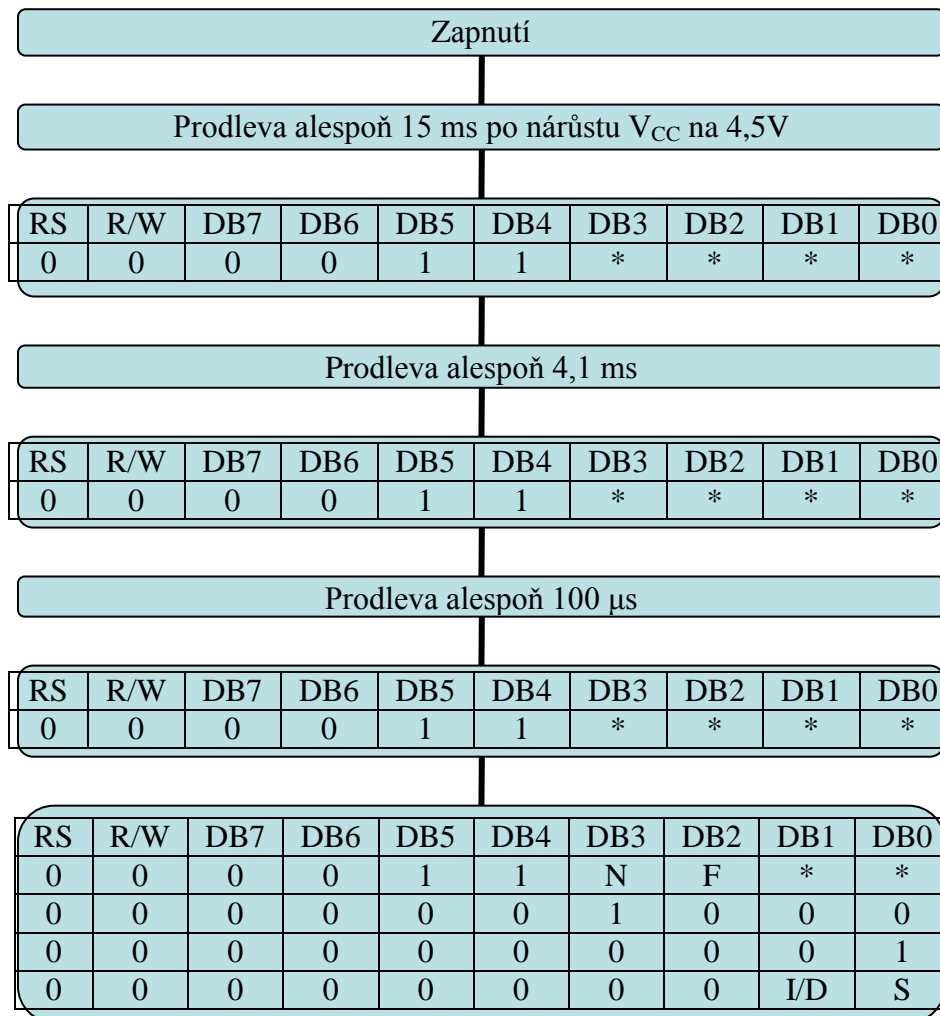 Zapnutí
Prodleva alespoň 15 ms po nárůstu V_CC na 4,5V
RS R/W DB7 DB6 DB5 DB4 DB3 DB2 DB1 DB0
0 0 0 0 1 1 * * * *
Prodleva alespoň 4,1 ms
RS R/W DB7 DB6 DB5 DB4 DB3 DB2 DB1 DB0
0 0 0 0 1 1 * * * *
Prodleva alespoň 100 μs
RS R/W DB7 DB6 DB5 DB4 DB3 DB2 DB1 DB0
0 0 0 0 1 1 * * * *
RS R/W DB7 DB6 DB5 DB4 DB3 DB2 DB1 DB0
0 0 0 0 1 1 N F * *
0 0 0 0 0 0 1 0 0 0
0 0 0 0 0 0 0 0 0 1
0 0 0 0 0 0 0 0 I/D S